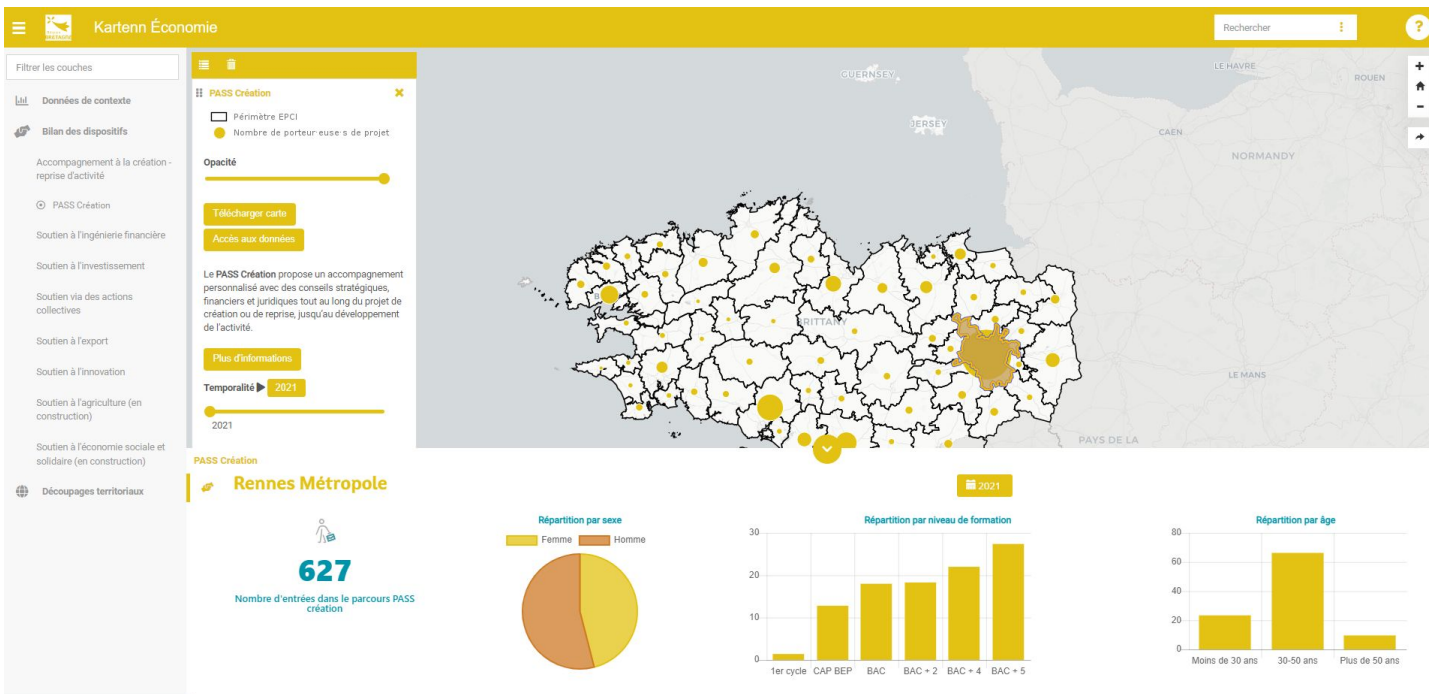 Kartenn Économie
Rechercher
?
Filtrer les couches
Données de contexte
Bilan des dispositifs
Accompagnement à la création -
reprise d'activité
PASS Création
Soutien à l'ingénierie financière
Soutien à l'investissement
Soutien via des actions
collectives
Soutien à l'export
Soutien à l'innovation
Soutien à l'agriculture (en
construction)
Soutien à l'économie sociale et
solidaire (en construction)
Découpages territoriaux
PASS Création
Périmètre EPCI
Nombre de porteur·euse·s de projet
Opacité
Télécharger carte
Accès aux données
Le PASS Création propose un accompagnement
personnalisé avec des conseils stratégiques,
financiers et juridiques tout au long du projet de
création ou de reprise, jusqu'au développement
de l'activité.
Plus d'informations
Temporalité 2021
2021
GUERNSEY
JERSEY
LE HAVRE
ROUEN
CAEN
NORMANDY
BRITTANY
LE MANS
PAYS DE LA
PASS Création
Rennes Métropole
2021
627
Nombre d'entrées dans le parcours PASS
création
Répartition par sexe
Femme Homme
Répartition par niveau de formation
30
20
10
0
1er cycle CAP BEP BAC BAC + 2 BAC + 4 BAC + 5
Répartition par âge
80
60
40
20
0
Moins de 30 ans 30-50 ans Plus de 50 ans